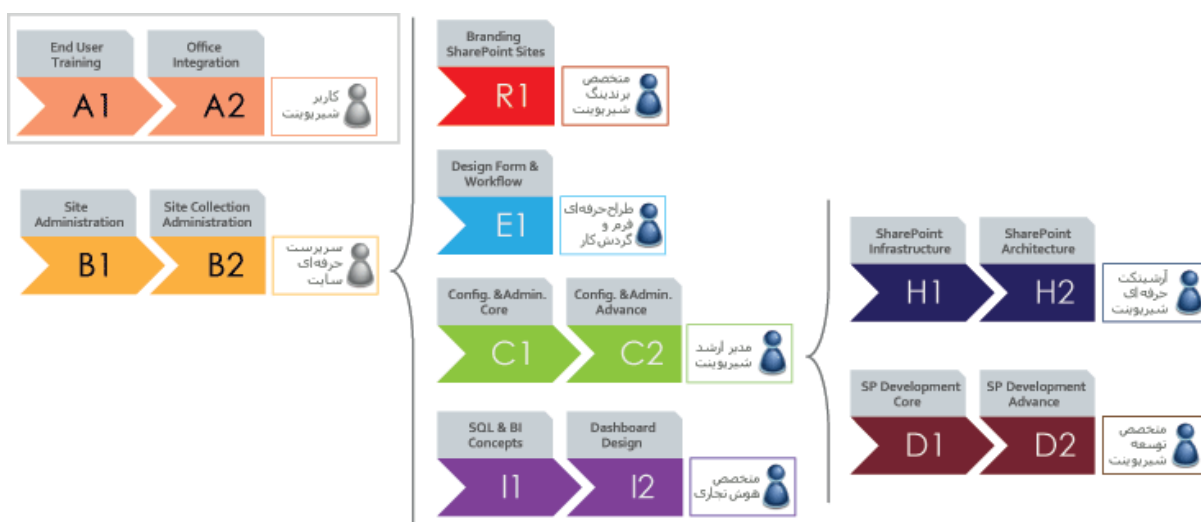 End User
Training
Office
Integration
A1
A2
کاربر
شیرپوینت
Site
Administration
Site Collection
Administration
B1
B2
سرپرست
حرفه‌ای
سایت
Branding
SharePoint Sites
R1
متخصص
برندینگ
شیرپوینت
Design Form &
Workflow
E1
طراح حرفه‌ای
فرم و
گردش کار
Config. &Admin.
Core
Config. &Admin.
Advance
C1
C2
مدیر ارشد
شیرپوینت
SQL & BI
Concepts
Dashboard
Design
I1
I2
متخصص
هوش تجاری
SharePoint
Infrastructure
SharePoint
Architecture
H1
H2
آرشیتکت
حرفه ای
شیرپوینت
SP Development
Core
SP Development
Advance
D1
D2
متخصص
توسعه
شیرپوینت